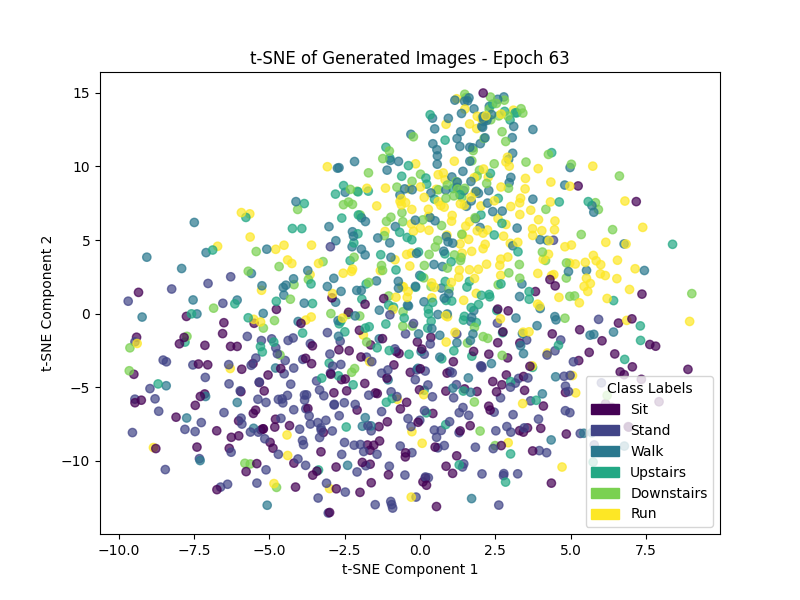 t-SNE of Generated Images - Epoch 63
t-SNE Component 2
15
10
5
0
−5
−10
Class Labels
Sit
Stand
Walk
Upstairs
Downstairs
Run
−10.0 −7.5 −5.0 −2.5 0.0 2.5 5.0 7.5
t-SNE Component 1